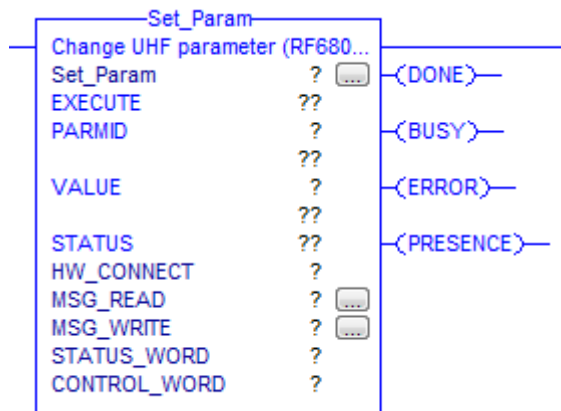 Set_Param
Change UHF parameter (RF680...
Set_Param ? ... (DONE)
EXECUTE ??
PARMID ? (BUSY)
??
VALUE ? (ERROR)
??
STATUS ?? (PRESENCE)
HW_CONNECT ?
MSG_READ ? ...
MSG_WRITE ? ...
STATUS_WORD ?
CONTROL_WORD ?